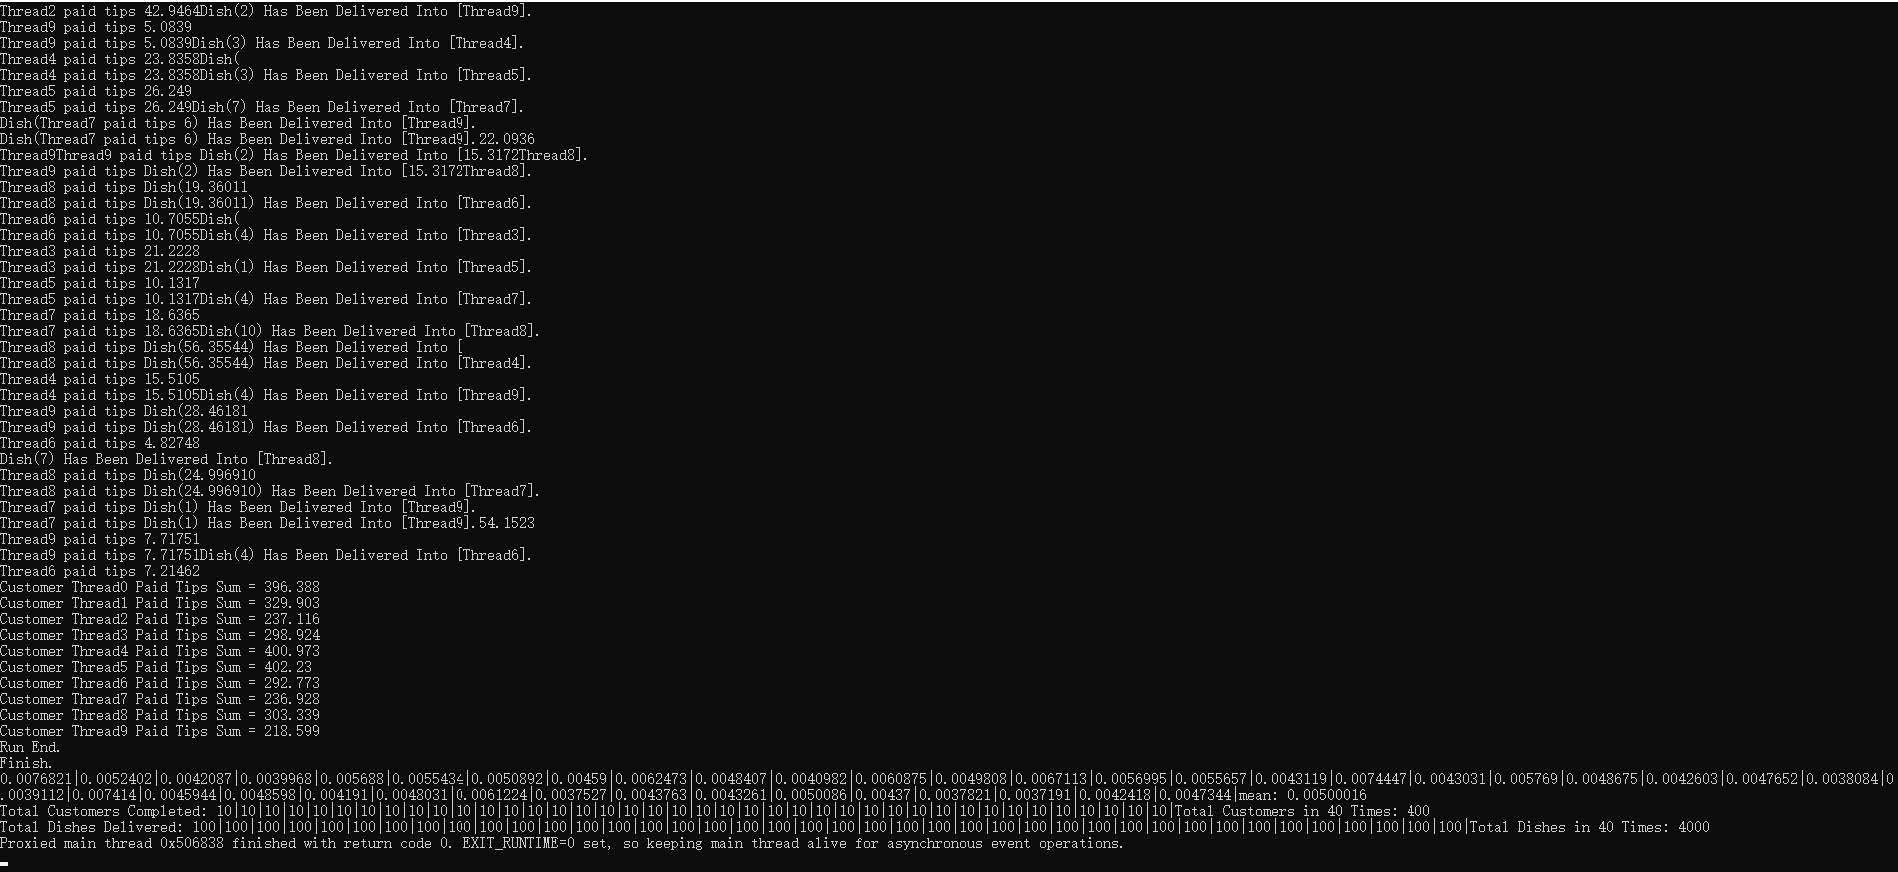 Thread2 paid tips 42.9464Dish(2) Has Been Delivered Into [Thread9].
Thread9 paid tips 5.0839
Thread9 paid tips 5.0839Dish(3) Has Been Delivered Into [Thread4].
Thread4 paid tips 23.8358Dish(
Thread4 paid tips 23.8358Dish(3) Has Been Delivered Into [Thread5].
Thread5 paid tips 26.249
Thread5 paid tips 26.249Dish(7) Has Been Delivered Into [Thread7].
Dish(Thread7 paid tips 6) Has Been Delivered Into [Thread9].
Dish(Thread7 paid tips 6) Has Been Delivered Into [Thread9].22.0936
Thread9Thread9 paid tips Dish(2) Has Been Delivered Into [15.3172Thread8].
Thread9 paid tips Dish(2) Has Been Delivered Into [15.3172Thread8].
Thread8 paid tips Dish(19.36011
Thread8 paid tips Dish(19.36011) Has Been Delivered Into [Thread6].
Thread6 paid tips 10.7055Dish(
Thread6 paid tips 10.7055Dish(4) Has Been Delivered Into [Thread3].
Thread3 paid tips 21.2228
Thread3 paid tips 21.2228Dish(1) Has Been Delivered Into [Thread5].
Thread5 paid tips 10.1317
Thread5 paid tips 10.1317Dish(4) Has Been Delivered Into [Thread7].
Thread7 paid tips 18.6365
Thread7 paid tips 18.6365Dish(10) Has Been Delivered Into [Thread8].
Thread8 paid tips Dish(56.35544) Has Been Delivered Into [
Thread8 paid tips Dish(56.35544) Has Been Delivered Into [Thread4].
Thread4 paid tips 15.5105
Thread4 paid tips 15.5105Dish(4) Has Been Delivered Into [Thread9].
Thread9 paid tips Dish(28.46181
Thread9 paid tips Dish(28.46181) Has Been Delivered Into [Thread6].
Thread6 paid tips 4.82748
Dish(7) Has Been Delivered Into [Thread8].
Thread8 paid tips Dish(24.996910
Thread8 paid tips Dish(24.996910) Has Been Delivered Into [Thread7].
Thread7 paid tips Dish(1) Has Been Delivered Into [Thread9].
Thread7 paid tips Dish(1) Has Been Delivered Into [Thread9].54.1523
Thread9 paid tips 7.71751
Thread9 paid tips 7.71751Dish(4) Has Been Delivered Into [Thread6].
Thread6 paid tips 7.21462
Customer Thread0 Paid Tips Sum = 396.388
Customer Thread1 Paid Tips Sum = 329.903
Customer Thread2 Paid Tips Sum = 237.116
Customer Thread3 Paid Tips Sum = 298.924
Customer Thread4 Paid Tips Sum = 400.973
Customer Thread5 Paid Tips Sum = 402.23
Customer Thread6 Paid Tips Sum = 292.773
Customer Thread7 Paid Tips Sum = 236.928
Customer Thread8 Paid Tips Sum = 303.339
Customer Thread9 Paid Tips Sum = 218.599
Run End.
Finish.
0.0076821|0.0052402|0.0042087|0.0039968|0.005688|0.0055434|0.0050892|0.00459|0.0062473|0.0048407|0.0040982|0.0060875|0.0049808|0.0067113|0.0056995|0.0055657|0.0043119|0.0074447|0.0043031|0.005769|0.0048675|0.0042603|0.0047652|0.0038084|0
.0039112|0.007414|0.0045944|0.0048598|0.004191|0.0048031|0.0061224|0.0037527|0.0043763|0.0043261|0.0050086|0.00437|0.0037821|0.0037191|0.0042418|0.0047344|mean: 0.00500016
Total Customers Completed: 10|10|10|10|10|10|10|10|10|10|10|10|10|10|10|10|10|10|10|10|10|10|10|10|10|10|10|10|10|10|10|10|10|10|10|10|10|10|10|10|Total Customers in 40 Times: 400
Total Dishes Delivered: 100|100|100|100|100|100|100|100|100|100|100|100|100|100|100|100|100|100|100|100|100|100|100|100|100|100|100|100|100|100|100|100|100|100|100|100|100|100|100|100|Total Dishes in 40 Times: 4000
Proxied main thread 0x506838 finished with return code 0. EXIT_RUNTIME=0 set, so keeping main thread alive for asynchronous event operations.